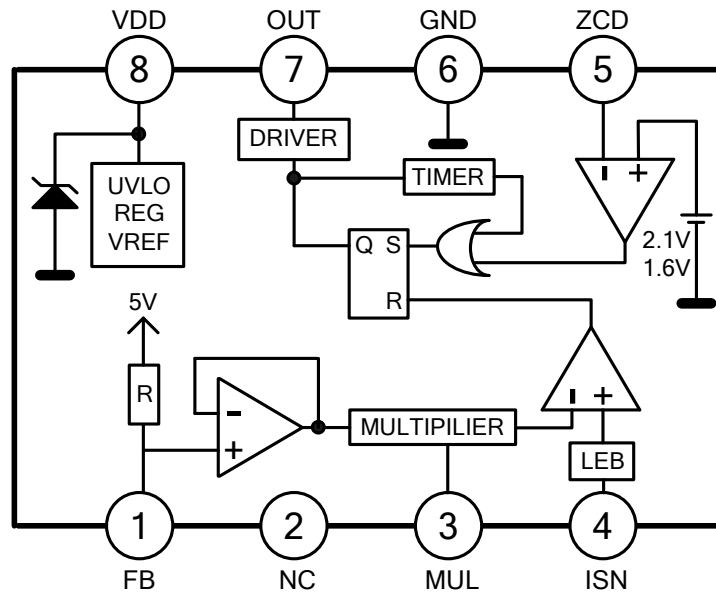 VDD OUT GND ZCD
8 7 6 5
DRIVER
TIMER
UVLO
REG
VREF
2.1V
1.6V
Q S
R
5V
R
- +
- +
-
+
MULTIPILIER
LEB
1 2 3 4
FB NC MUL ISN